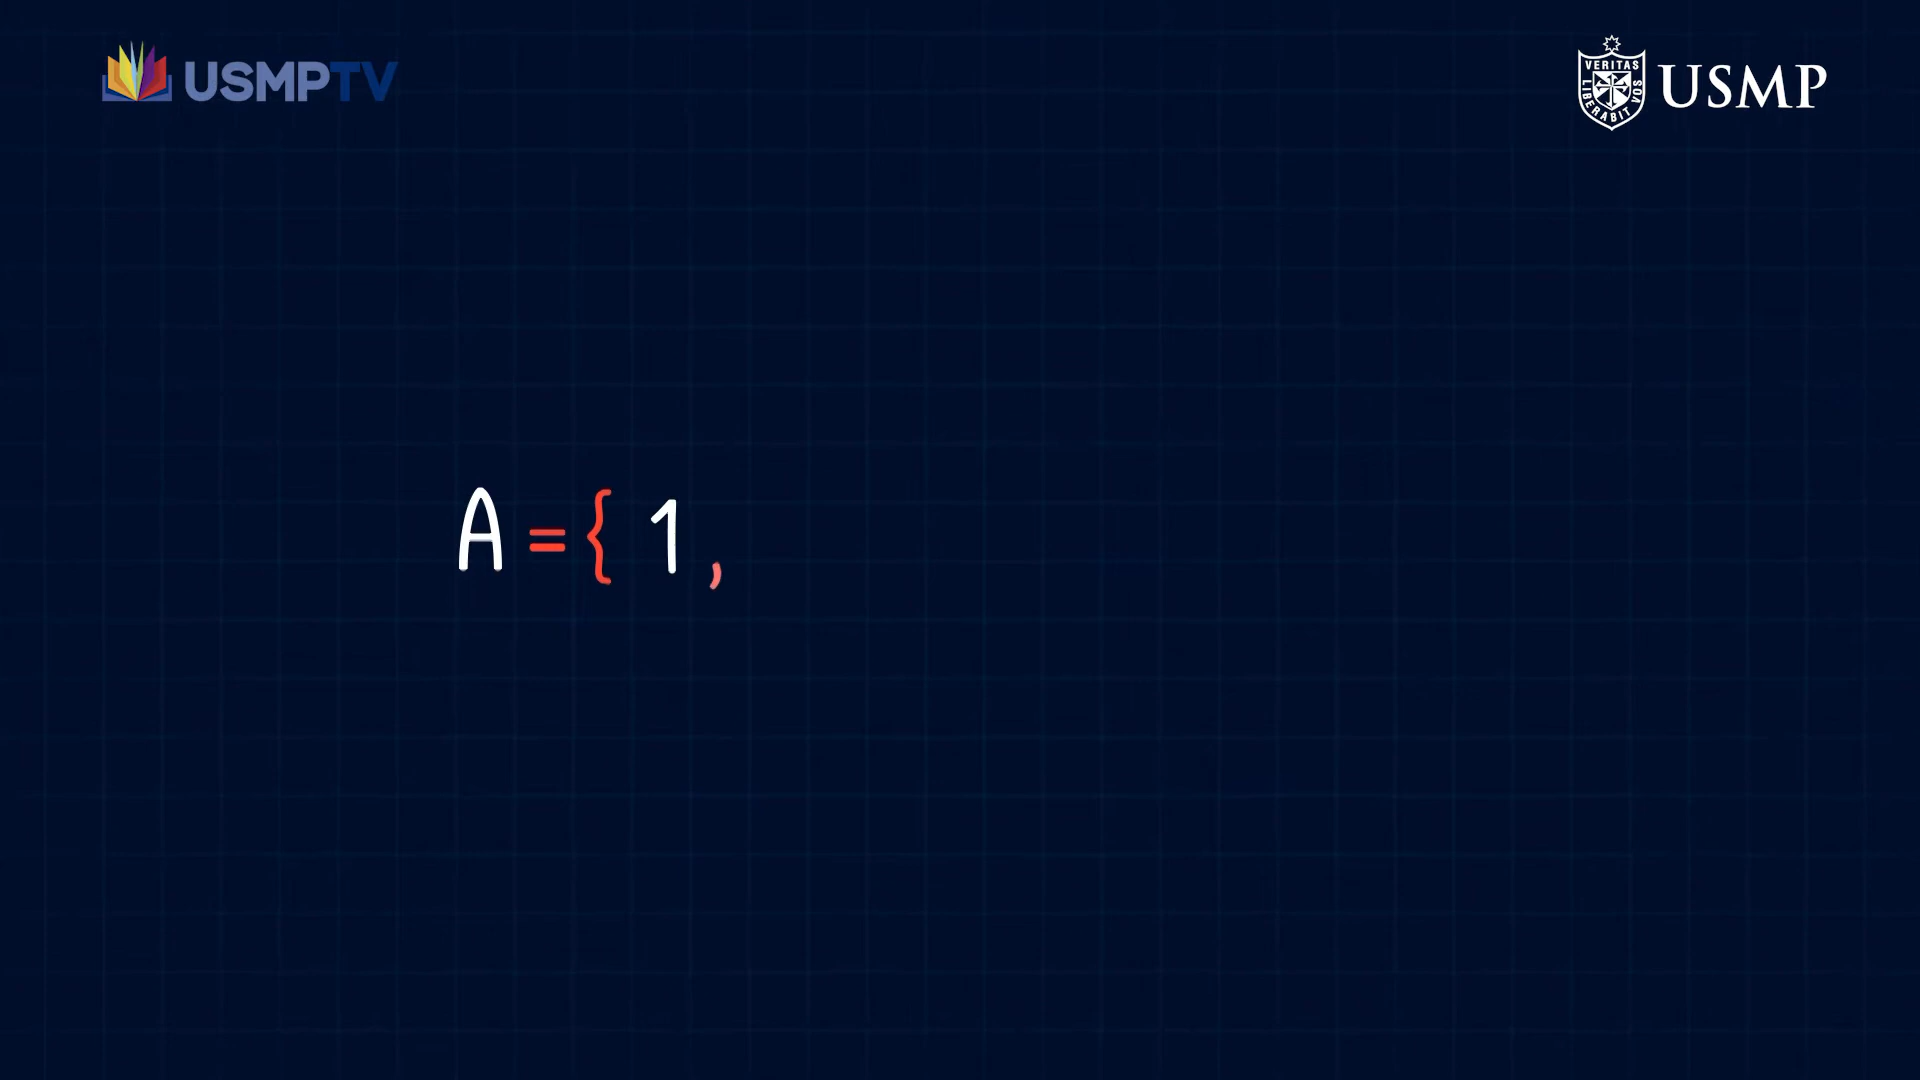 USMPTV
VERITAS
LIBERABIT VOS
USMP
A = { 1 ,